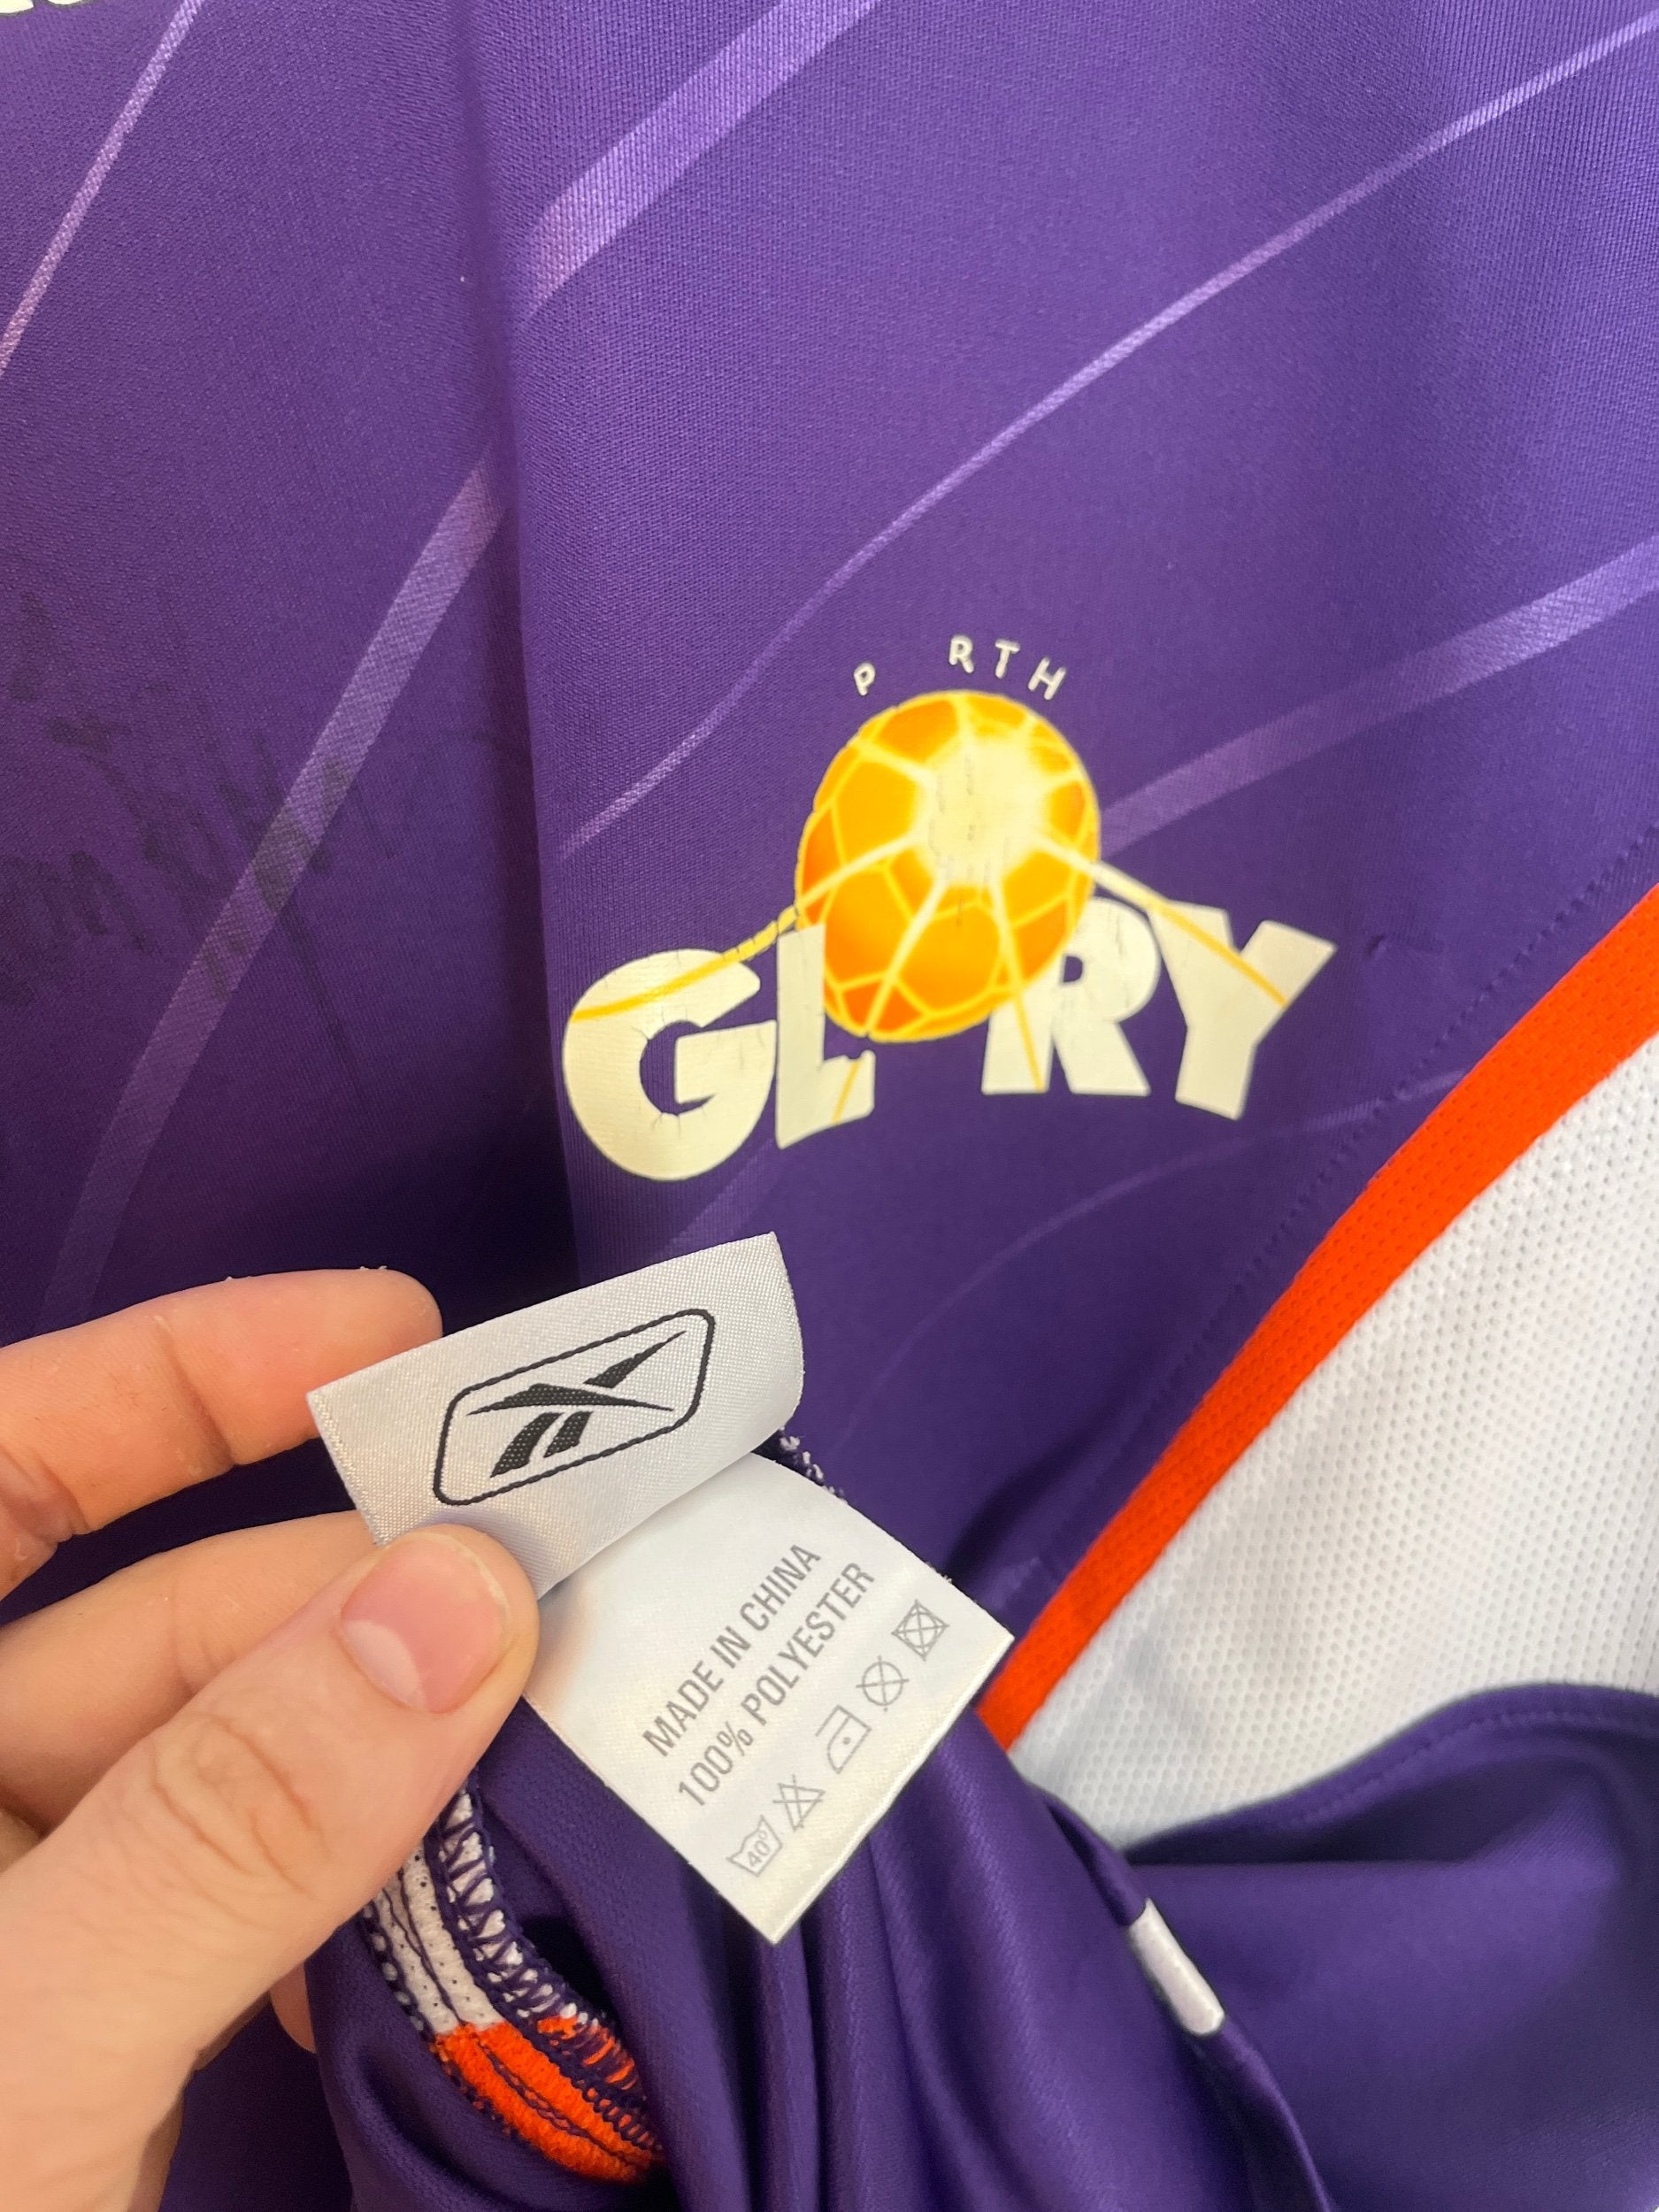 P RTH
GL RY
MADE IN CHINA
100% POLYESTER
40°